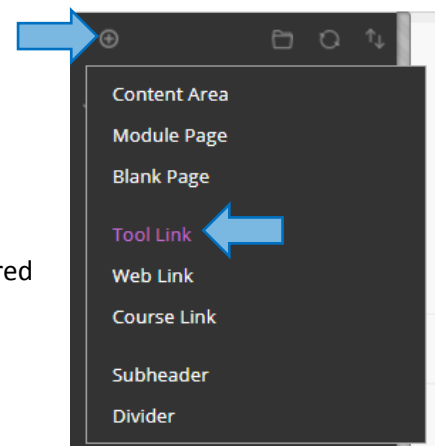 Content Area
Module Page
Blank Page
Tool Link
Web Link
Course Link
Subheader
Divider